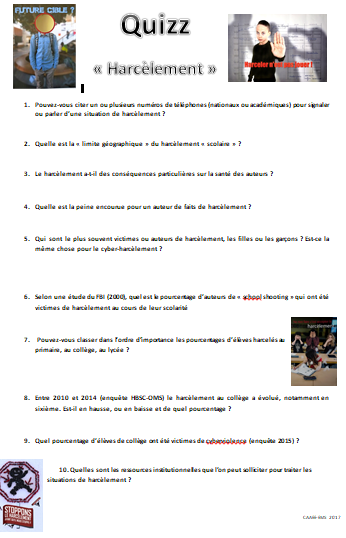 FUTURE CIBLE ?
Quizz
« Harcèlement »
1. Pouvez-vous citer un ou plusieurs numéros de téléphones (nationaux ou académiques) pour signaler
ou parler d'une situation de harcèlement ?
2. Quelle est la « limite géographique » du harcèlement « scolaire » ?
3. Le harcèlement a-t-il des conséquences particulières sur la santé des auteurs ?
4. Quelle est la peine encourue pour un auteur de faits de harcèlement ?
5. Qui sont le plus souvent victimes ou auteurs de harcèlement, les filles ou les garçons ? Est-ce la
même chose pour le cyber-harcèlement ?
6. Selon une étude du FBI (2000), quel est le pourcentage d'auteurs de « school shooting » qui ont été
victimes de harcèlement au cours de leur scolarité
harcèlement
7. Pouvez-vous classer dans l'ordre d'importance les pourcentages d'élèves harcelés au
primaire, au collège, au lycée ?
8. Entre 2010 et 2014 (enquête HBSC-OMS) le harcèlement au collège a évolué, notamment en
sixième. Est-il en hausse, ou en baisse et de quel pourcentage ?
9. Quel pourcentage d'élèves de collège ont été victimes de cyberviolence (enquête 2015) ?
10. Quelles sont les ressources institutionnelles que l'on peut solliciter pour traiter les
situations de harcèlement ?
STOPPONS
LE HARCÈLEMENT
2017